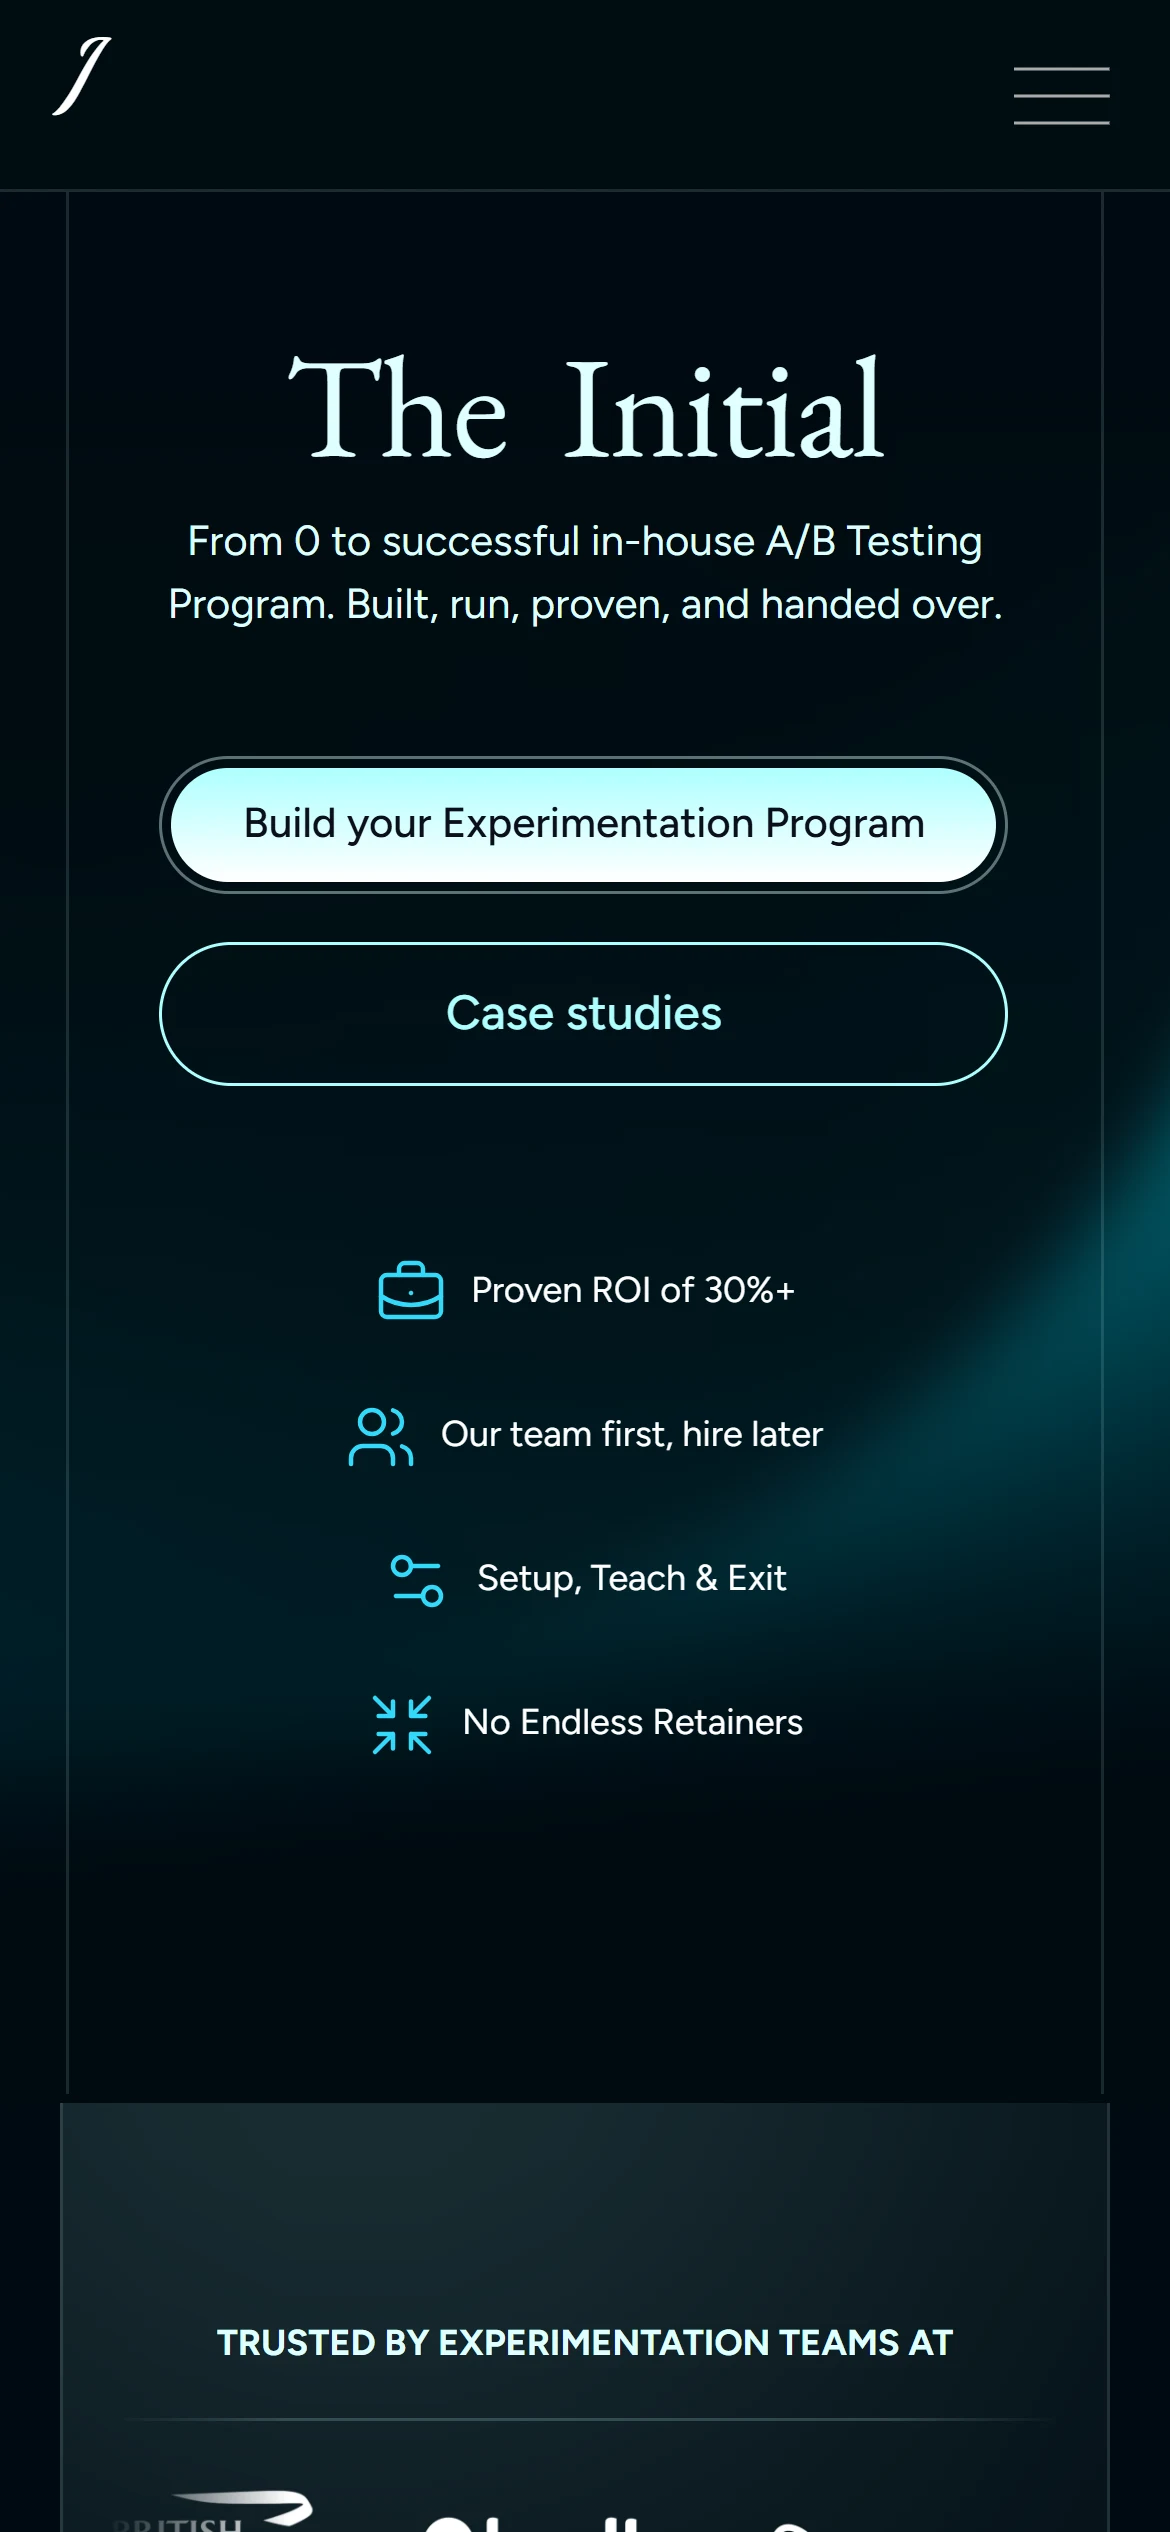 J
The Initial
From 0 to successful in-house A/B Testing
Program. Built, run, proven, and handed over.
Build your Experimentation Program
Case studies
Proven ROI of 30%+
Our team first, hire later
Setup, Teach & Exit
No Endless Retainers
TRUSTED BY EXPERIMENTATION TEAMS AT
BRITISH